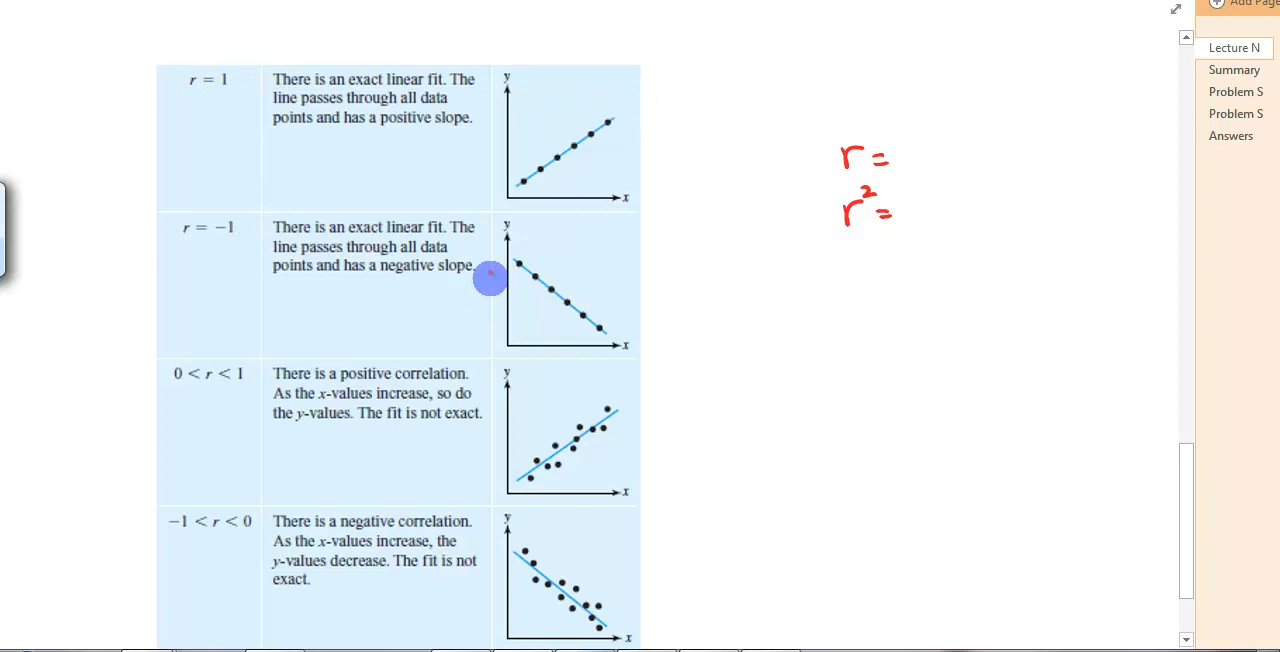 + Add Page
Lecture N
Summary
Problem S
Problem S
Answers
r = 1
There is an exact linear fit. The
line passes through all data
points and has a positive slope.
y
x
r = −1
There is an exact linear fit. The
line passes through all data
points and has a negative slope.
y
x
0 < r < 1
There is a positive correlation.
As the x-values increase, so do
the y-values. The fit is not exact.
y
x
−1 < r < 0
There is a negative correlation.
As the x-values increase, the
y-values decrease. The fit is not
exact.
y
x
r =
r² =